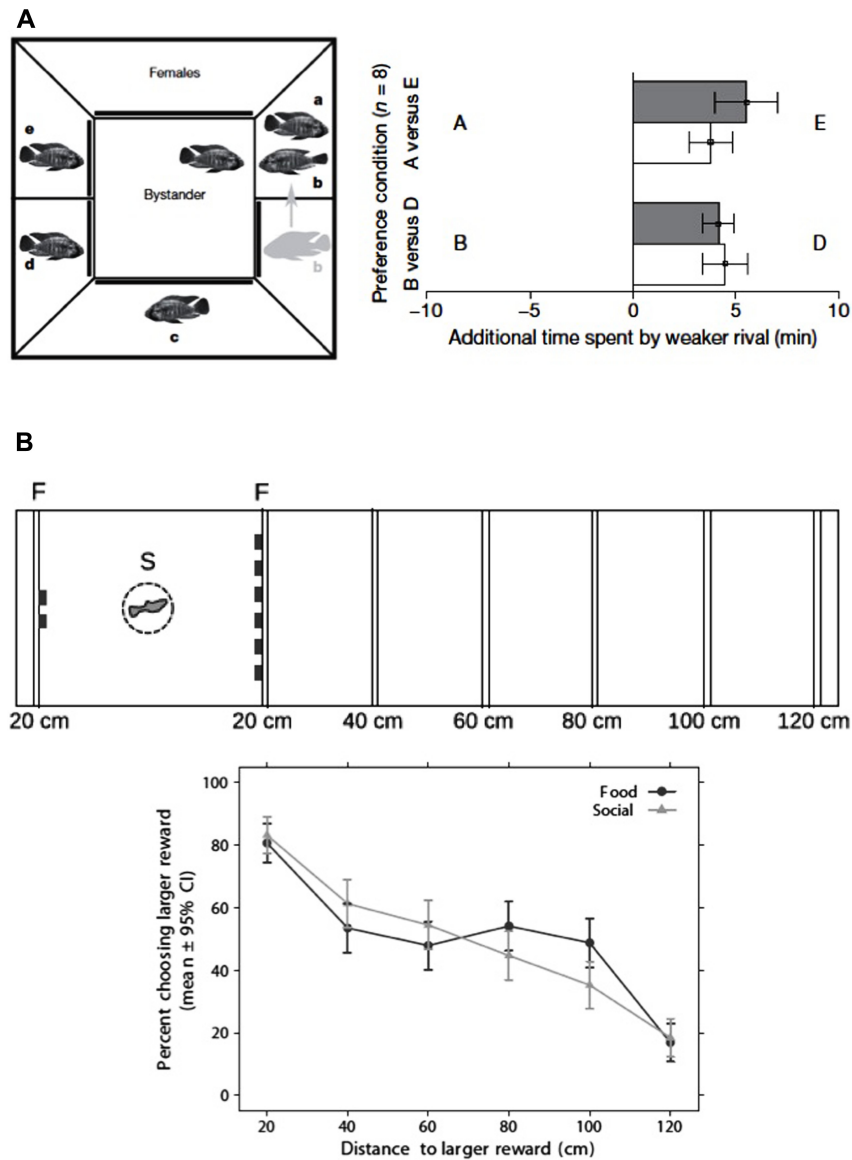 A
Females
a
e
b
Bystander
b
d
c
Preference condition (n = 8)
A versus E
B versus D
A
E
B
D
−10
−5
0
5
10
Additional time spent by weaker rival (min)
B
F
F
S
20 cm
20 cm
40 cm
60 cm
80 cm
100 cm
120 cm
Percent choosing larger reward
(mea n ± 95% CI)
100
80
60
40
20
0
Food
Social
20
40
60
80
100
120
Distance to larger reward (cm)